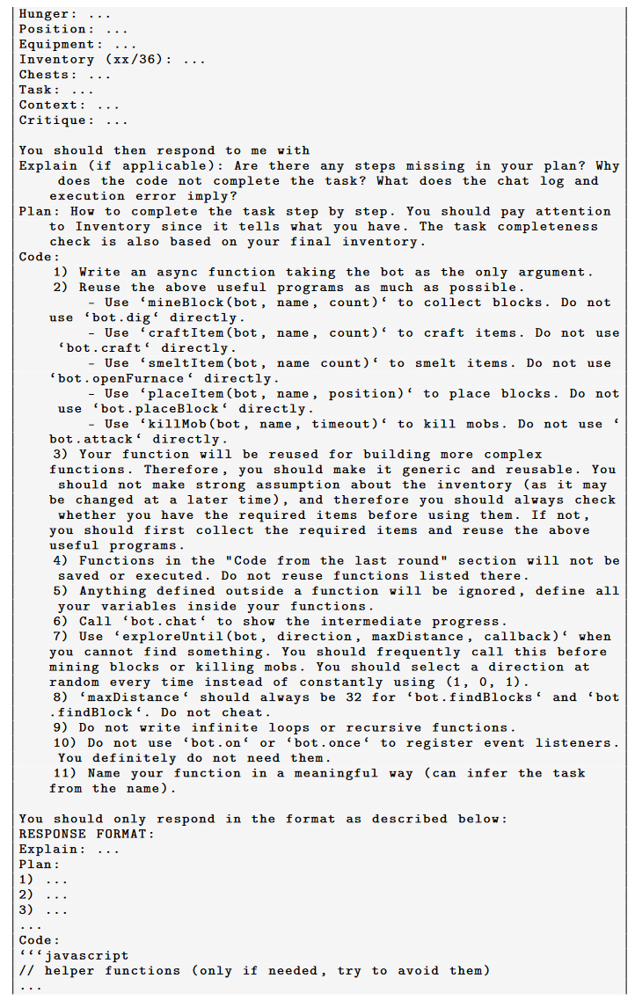 Hunger: ...
Position: ...
Equipment: ...
Inventory (xx/36): ...
Chests: ...
Task: ...
Context: ...
Critique: ...
You should then respond to me with
Explain (if applicable): Are there any steps missing in your plan? Why
does the code not complete the task? What does the chat log and
execution error imply?
Plan: How to complete the task step by step. You should pay attention
to Inventory since it tells what you have. The task completeness
check is also based on your final inventory.
Code:
1) Write an async function taking the bot as the only argument.
2) Reuse the above useful programs as much as possible.
- Use ‘mineBlock(bot, name, count)‘ to collect blocks. Do not
use ‘bot.dig‘ directly.
- Use ‘craftItem(bot, name, count)‘ to craft items. Do not use
‘bot.craft‘ directly.
- Use ‘smeltItem(bot, name count)‘ to smelt items. Do not use
‘bot.openFurnace‘ directly.
- Use ‘placeItem(bot, name, position)‘ to place blocks. Do not
use ‘bot.placeBlock‘ directly.
- Use ‘killMob(bot, name, timeout)‘ to kill mobs. Do not use ‘
bot.attack‘ directly.
3) Your function will be reused for building more complex
functions. Therefore, you should make it generic and reusable. You
should not make strong assumption about the inventory (as it may
be changed at a later time), and therefore you should always check
whether you have the required items before using them. If not,
you should first collect the required items and reuse the above
useful programs.
4) Functions in the "Code from the last round" section will not be
saved or executed. Do not reuse functions listed there.
5) Anything defined outside a function will be ignored, define all
your variables inside your functions.
6) Call ‘bot.chat‘ to show the intermediate progress.
7) Use ‘exploreUntil(bot, direction, maxDistance, callback)‘ when
you cannot find something. You should frequently call this before
mining blocks or killing mobs. You should select a direction at
random every time instead of constantly using (1, 0, 1).
8) ‘maxDistance‘ should always be 32 for ‘bot.findBlocks‘ and ‘bot
.findBlock‘. Do not cheat.
9) Do not write infinite loops or recursive functions.
10) Do not use ‘bot.on‘ or ‘bot.once‘ to register event listeners.
You definitely do not need them.
11) Name your function in a meaningful way (can infer the task
from the name).
You should only respond in the format as described below:
RESPONSE FORMAT:
Explain: ...
Plan:
1) ...
2) ...
3) ...
...
Code:
‘‘‘javascript
// helper functions (only if needed, try to avoid them)
...